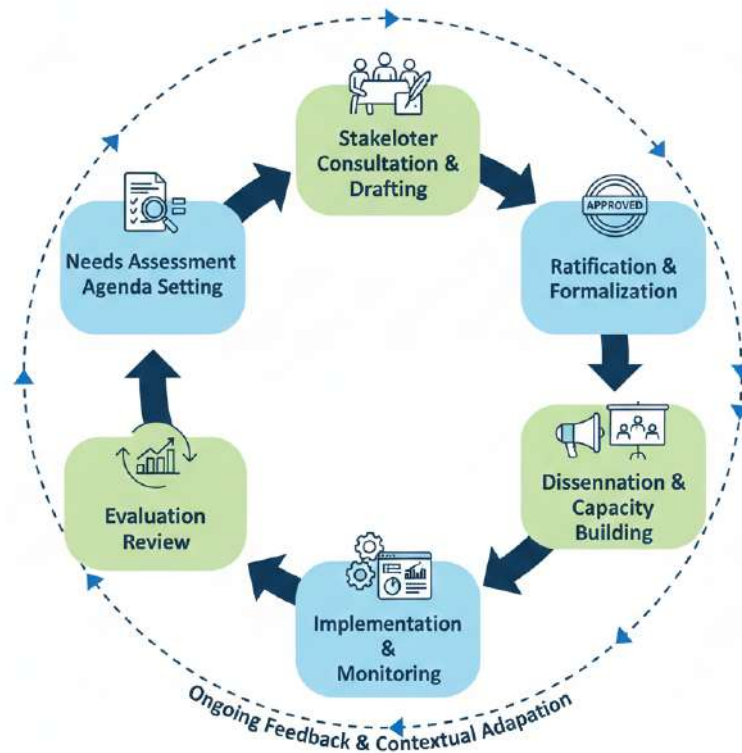 Stakeloter
Consultation &
Drafting
APPROVED
Ratification &
Formalization
Dissennation &
Capacity
Building
Implementation
&
Monitoring
Evaluation
Review
Needs Assessment
Agenda Setting
Ongoing Feedback & Contextual Adapation